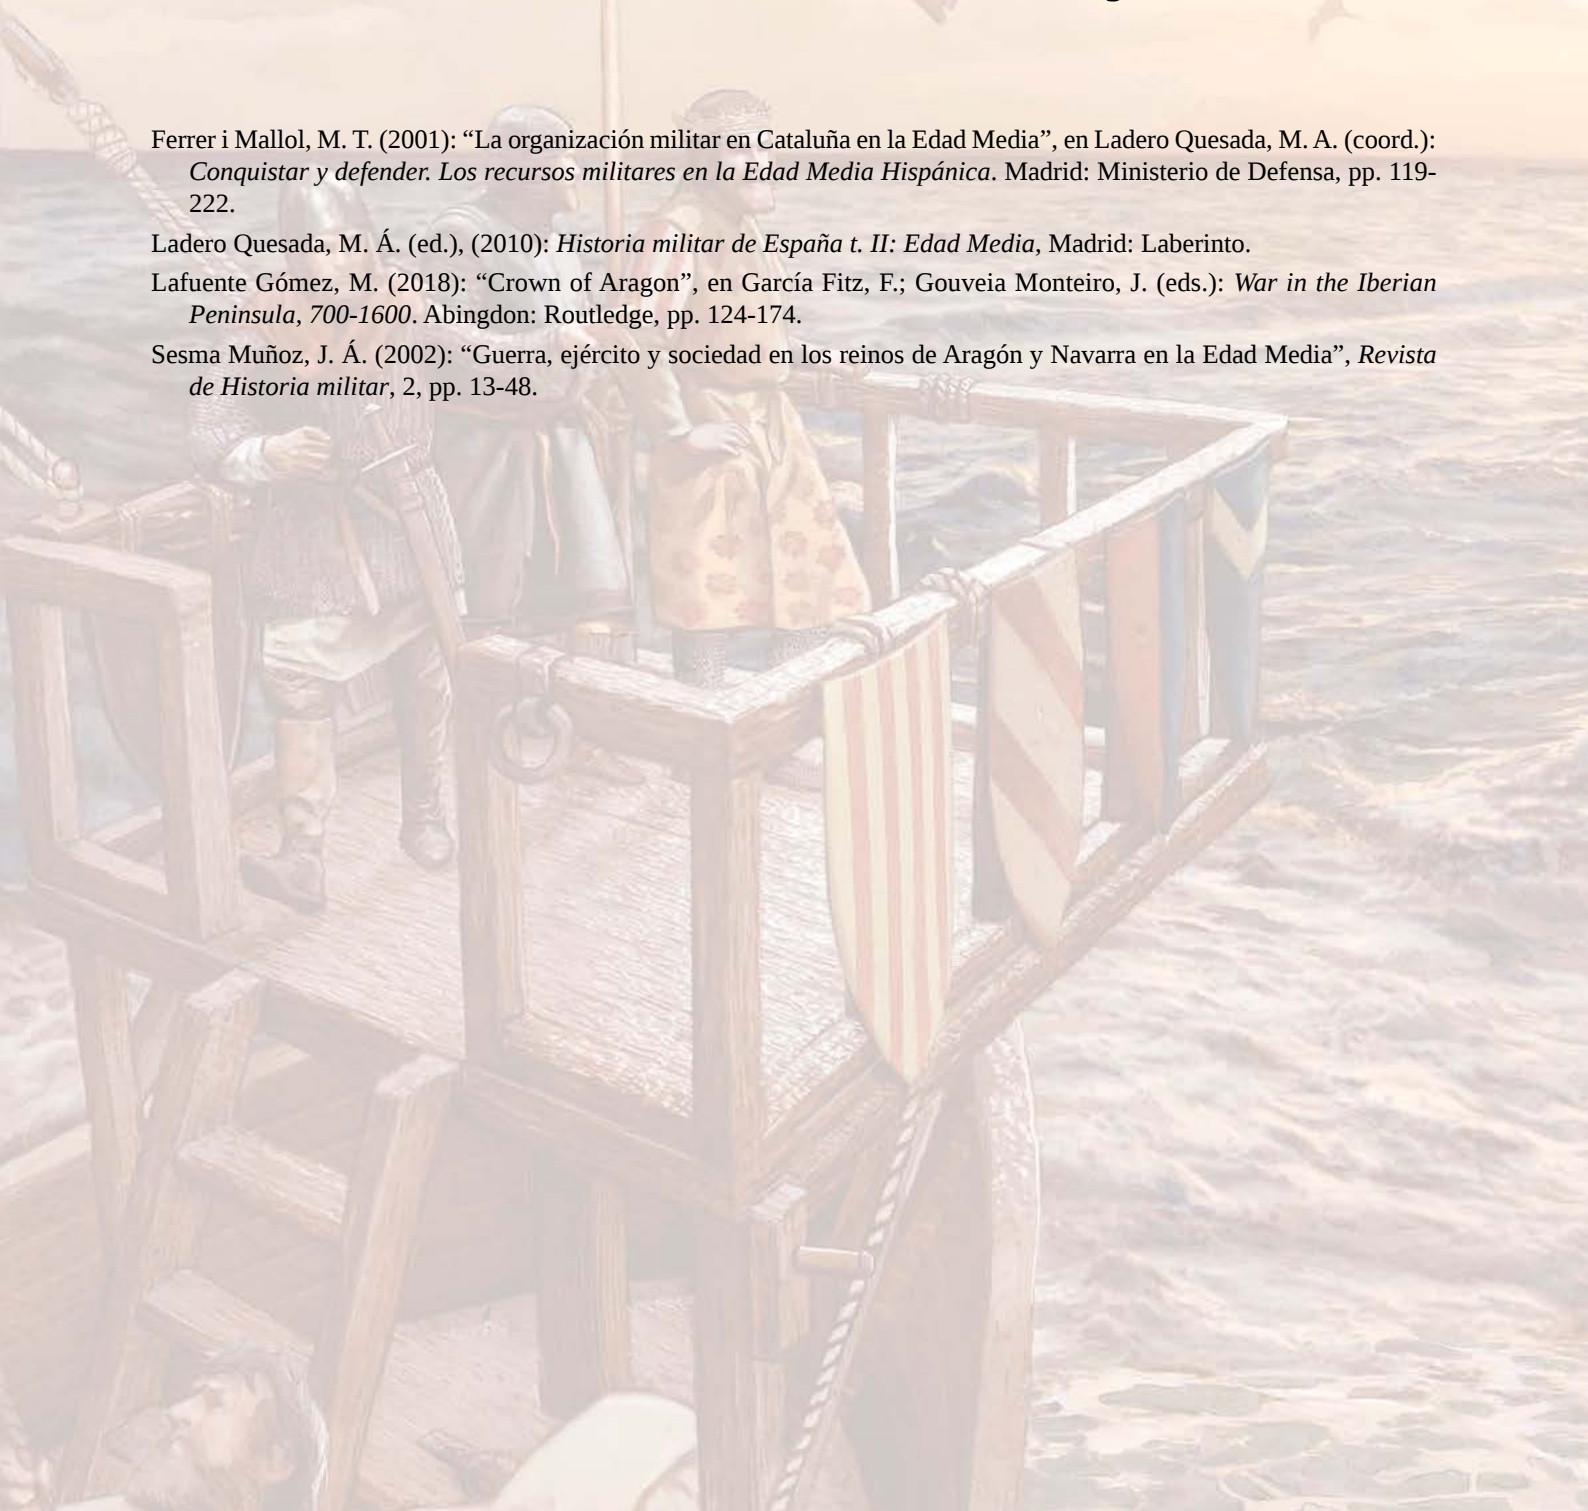 Ferrer i Mallol, M. T. (2001): “La organización militar en Cataluña en la Edad Media”, en Ladero Quesada, M. A. (coord.):
Conquistar y defender. Los recursos militares en la Edad Media Hispánica. Madrid: Ministerio de Defensa, pp. 119-
222.
Ladero Quesada, M. Á. (ed.), (2010): Historia militar de España t. II: Edad Media, Madrid: Laberinto.
Lafuente Gómez, M. (2018): “Crown of Aragon”, en García Fitz, F.; Gouveia Monteiro, J. (eds.): War in the Iberian
Peninsula, 700-1600. Abingdon: Routledge, pp. 124-174.
Sesma Muñoz, J. Á. (2002): “Guerra, ejército y sociedad en los reinos de Aragón y Navarra en la Edad Media”, Revista
de Historia militar, 2, pp. 13-48.